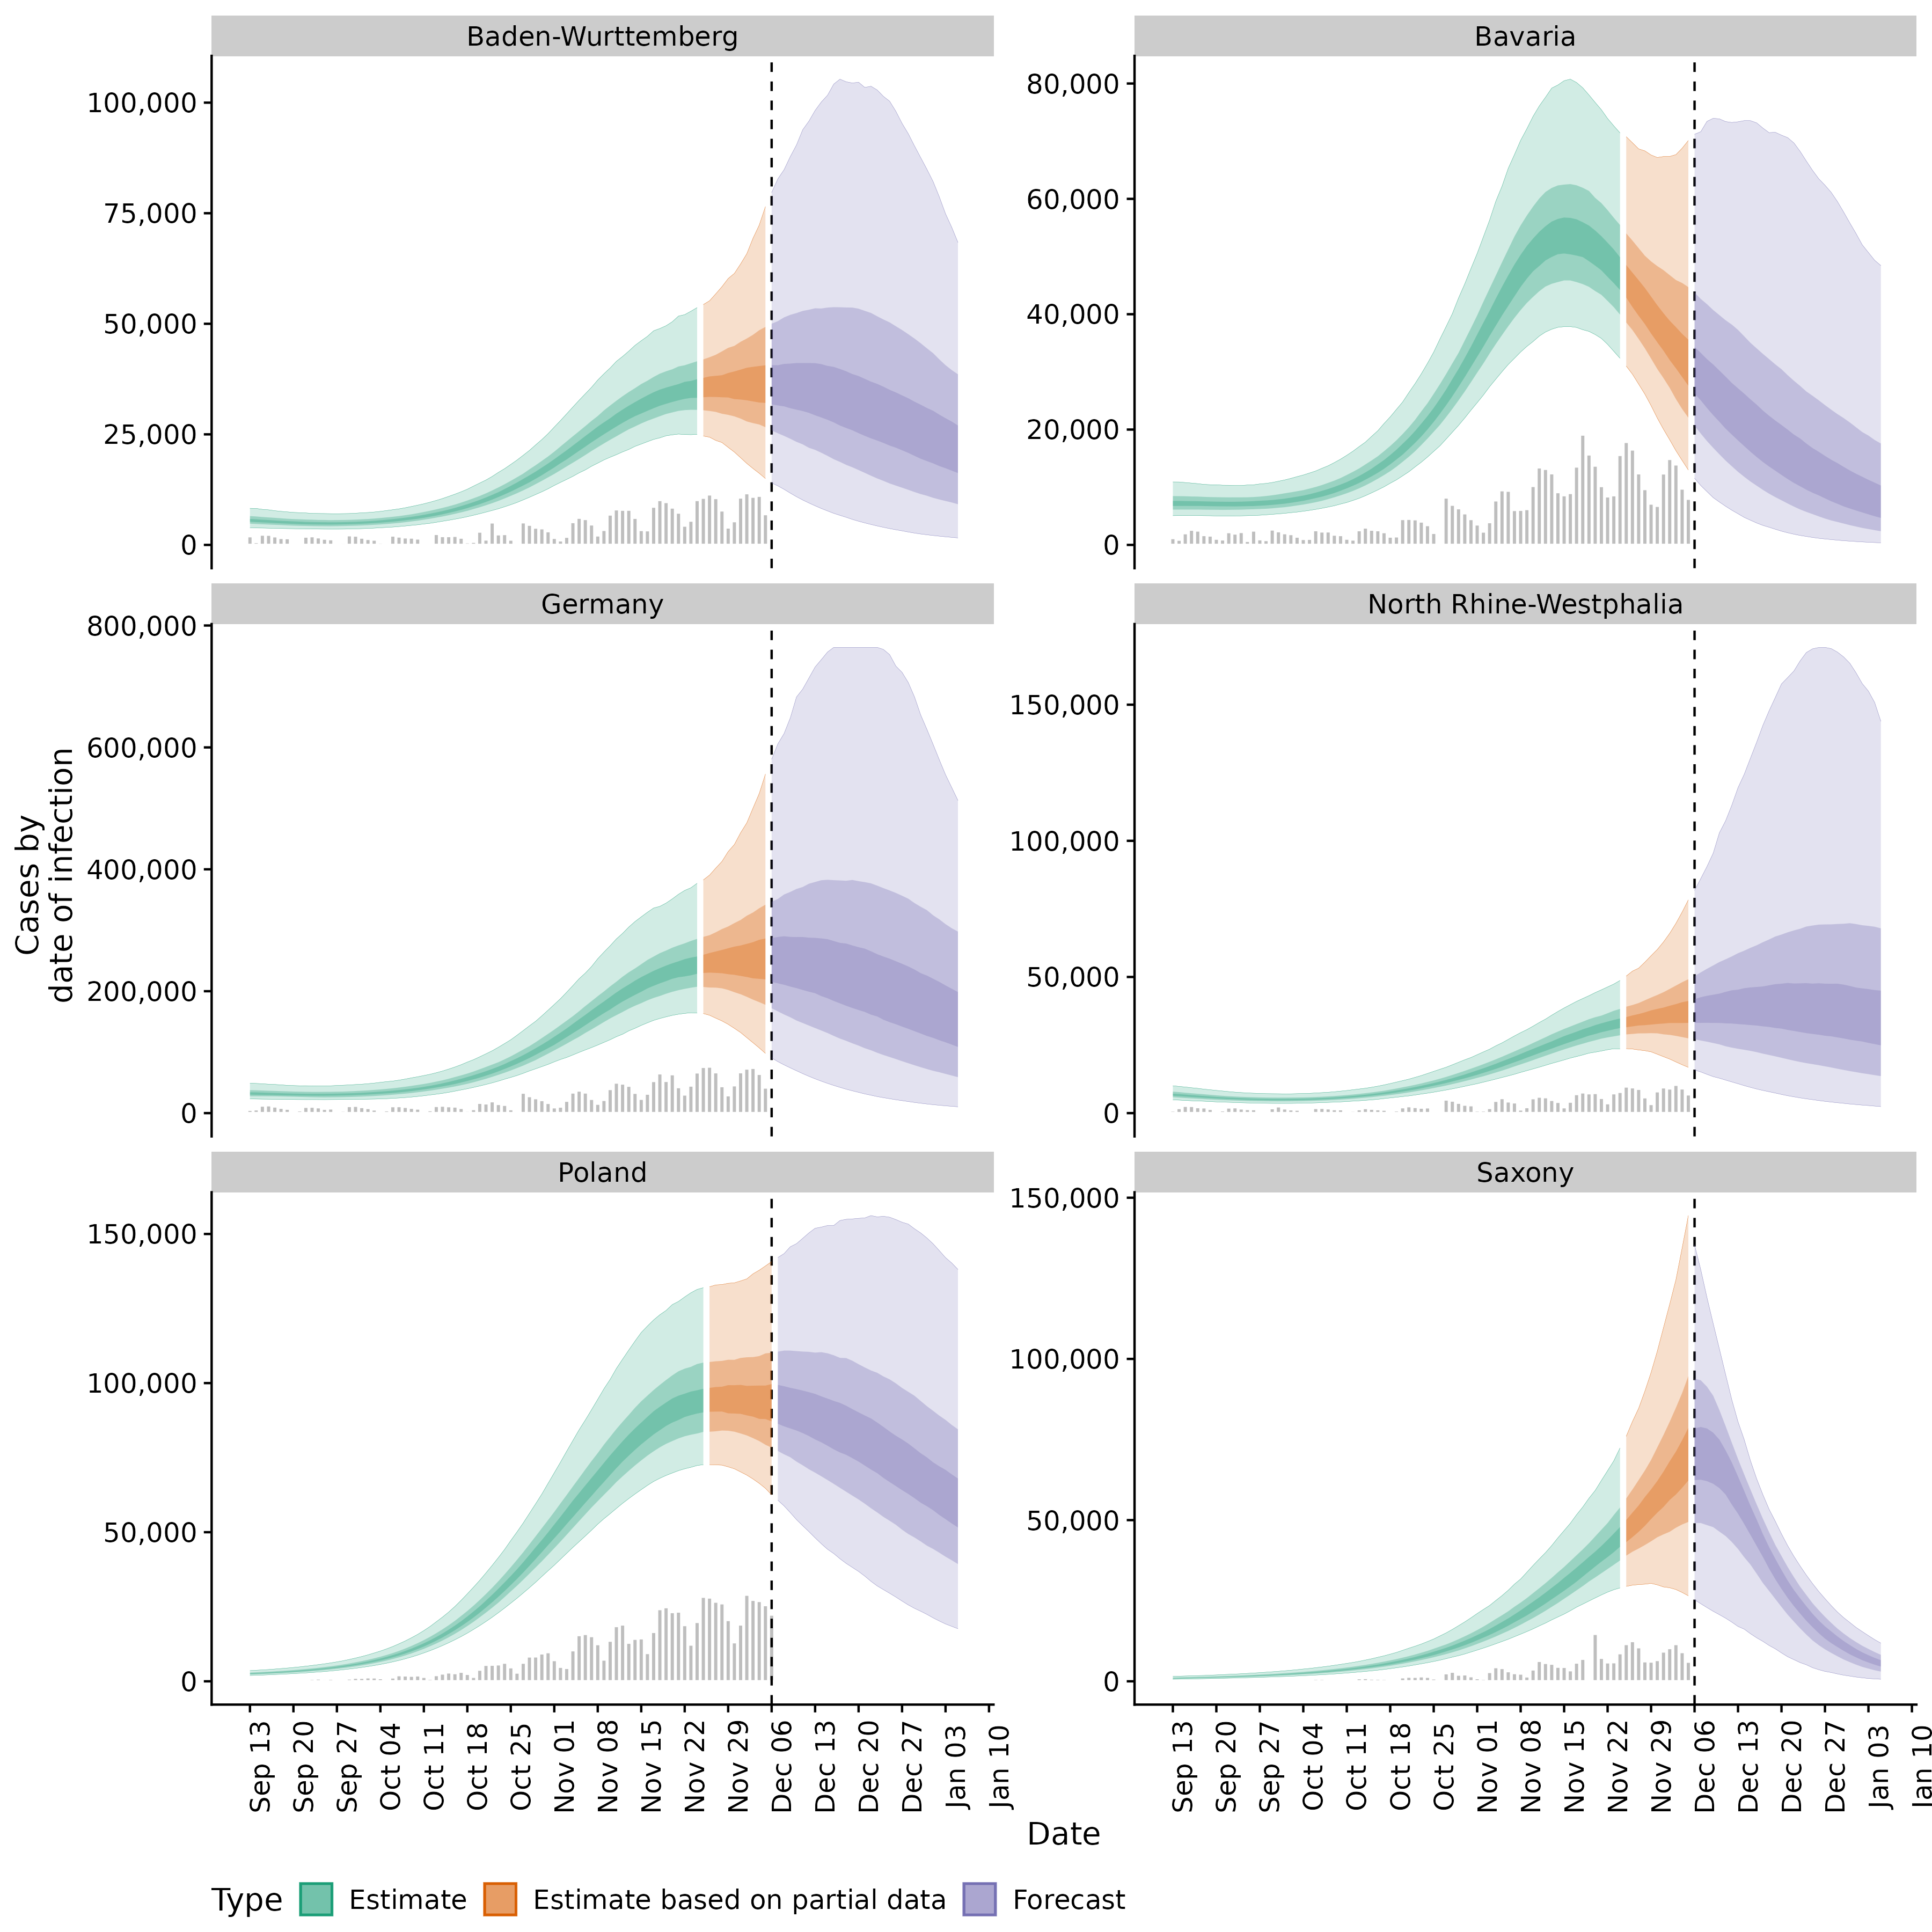 Baden-Wurttemberg
Bavaria
100,000
75,000
50,000
25,000
0
80,000
60,000
40,000
20,000
0
Germany
North Rhine-Westphalia
800,000
600,000
400,000
200,000
0
150,000
100,000
50,000
0
Poland
Saxony
150,000
100,000
50,000
0
150,000
100,000
50,000
0
Cases by
date of infection
Sep 13
Sep 20
Sep 27
Oct 04
Oct 11
Oct 18
Oct 25
Nov 01
Nov 08
Nov 15
Nov 22
Nov 29
Dec 06
Dec 13
Dec 20
Dec 27
Jan 03
Jan 10
Sep 13
Sep 20
Sep 27
Oct 04
Oct 11
Oct 18
Oct 25
Nov 01
Nov 08
Nov 15
Nov 22
Nov 29
Dec 06
Dec 13
Dec 20
Dec 27
Jan 03
Jan 10
Date
Type Estimate Estimate based on partial data Forecast